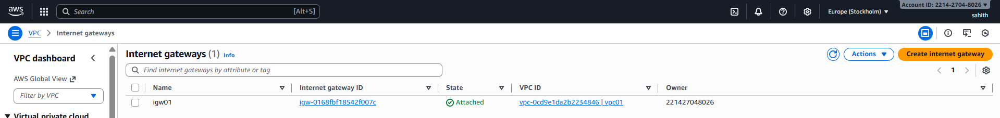 aws Search [Alt+S] Europe (Stockholm) Account ID: 2214-2704-8026
sahith
VPC Internet gateways
VPC dashboard
AWS Global View
Filter by VPC
Virtual private cloud
Internet gateways (1) Info Actions Create internet gateway
Find internet gateways by attribute or tag 1
Name Internet gateway ID State VPC ID Owner
igw01 igw-0168fbf18542f007c Attached vpc-0cd9e1da2b2234846 | vpc01 221427048026